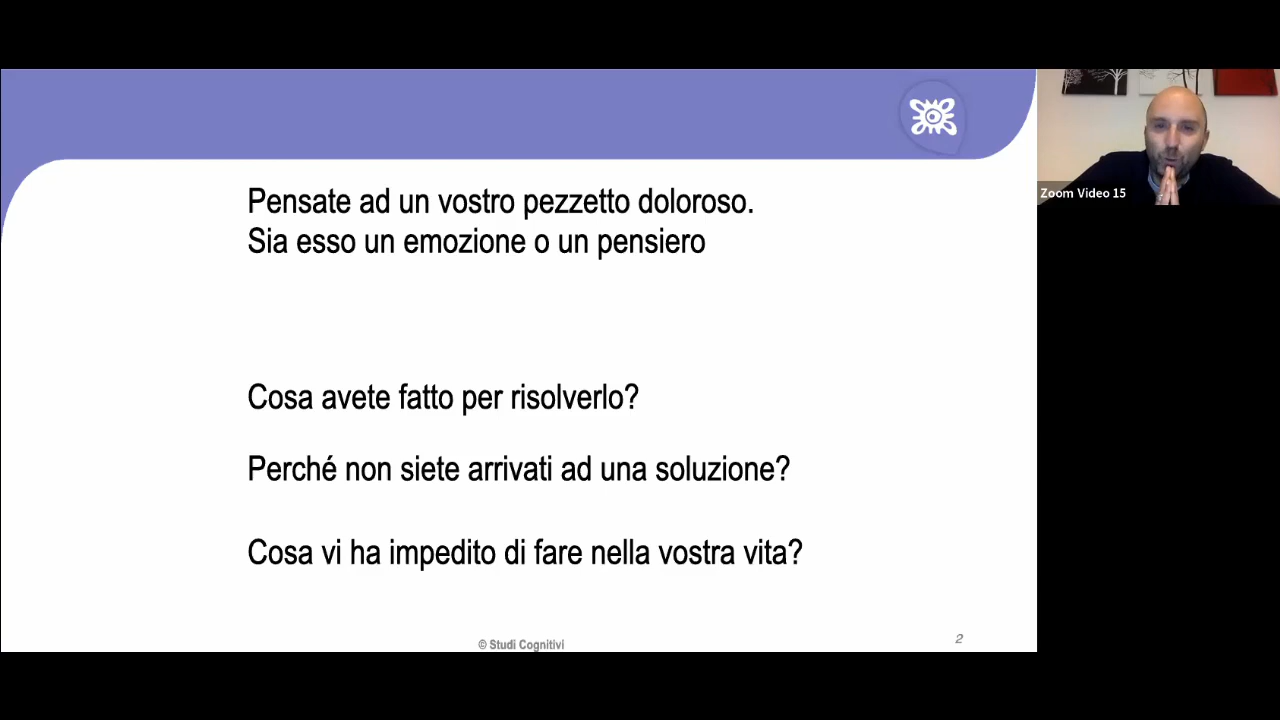 Pensate ad un vostro pezzetto doloroso.
Sia esso un emozione o un pensiero
Zoom Video 15
Cosa avete fatto per risolverlo?
Perché non siete arrivati ad una soluzione?
Cosa vi ha impedito di fare nella vostra vita?
© Studi Cognitivi
2